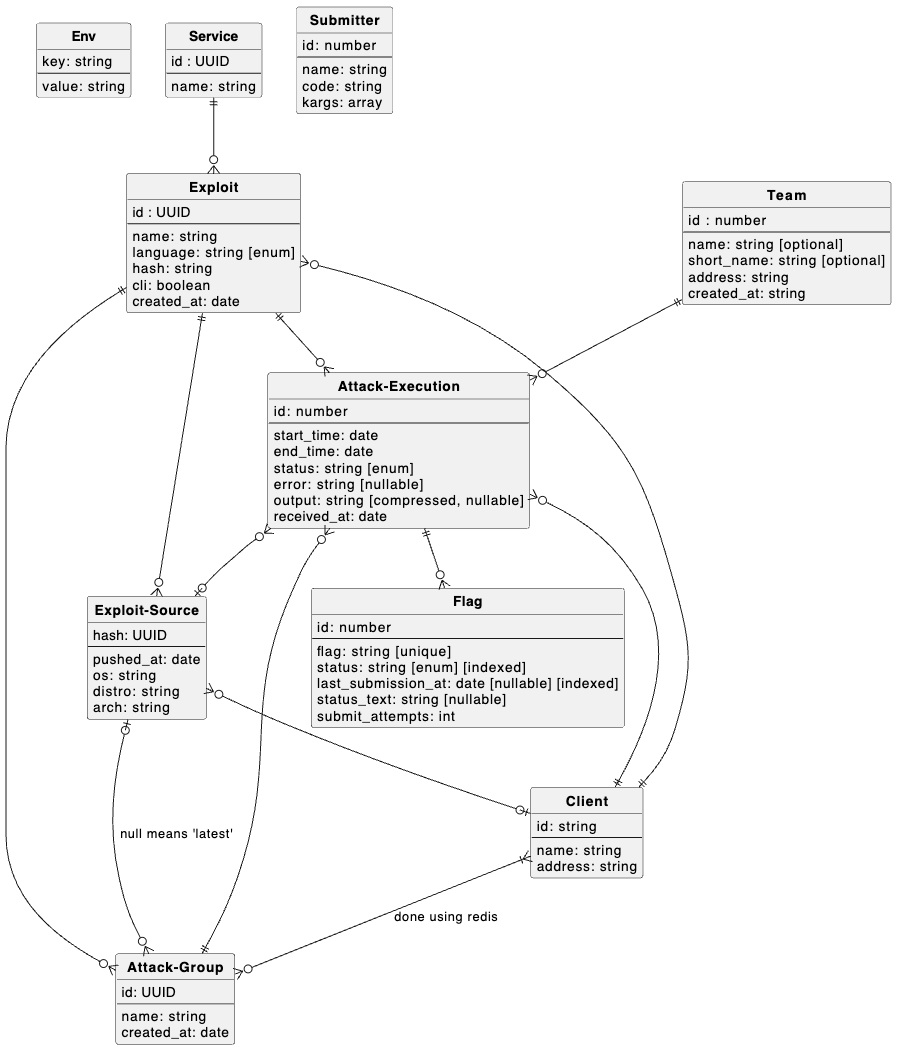 Env
key: string
value: string
Service
id : UUID
name: string
Submitter
id: number
name: string
code: string
kargs: array
Exploit
id : UUID
name: string
language: string [enum]
hash: string
cli: boolean
created_at: date
Team
id : number
name: string [optional]
short_name: string [optional]
address: string
created_at: string
Attack-Execution
id: number
start_time: date
end_time: date
status: string [enum]
error: string [nullable]
output: string [compressed, nullable]
received_at: date
Exploit-Source
hash: UUID
pushed_at: date
os: string
distro: string
arch: string
Flag
id: number
flag: string [unique]
status: string [enum] [indexed]
last_submission_at: date [nullable] [indexed]
status_text: string [nullable]
submit_attempts: int
Client
id: string
name: string
address: string
null means 'latest'
done using redis
Attack-Group
id: UUID
name: string
created_at: date